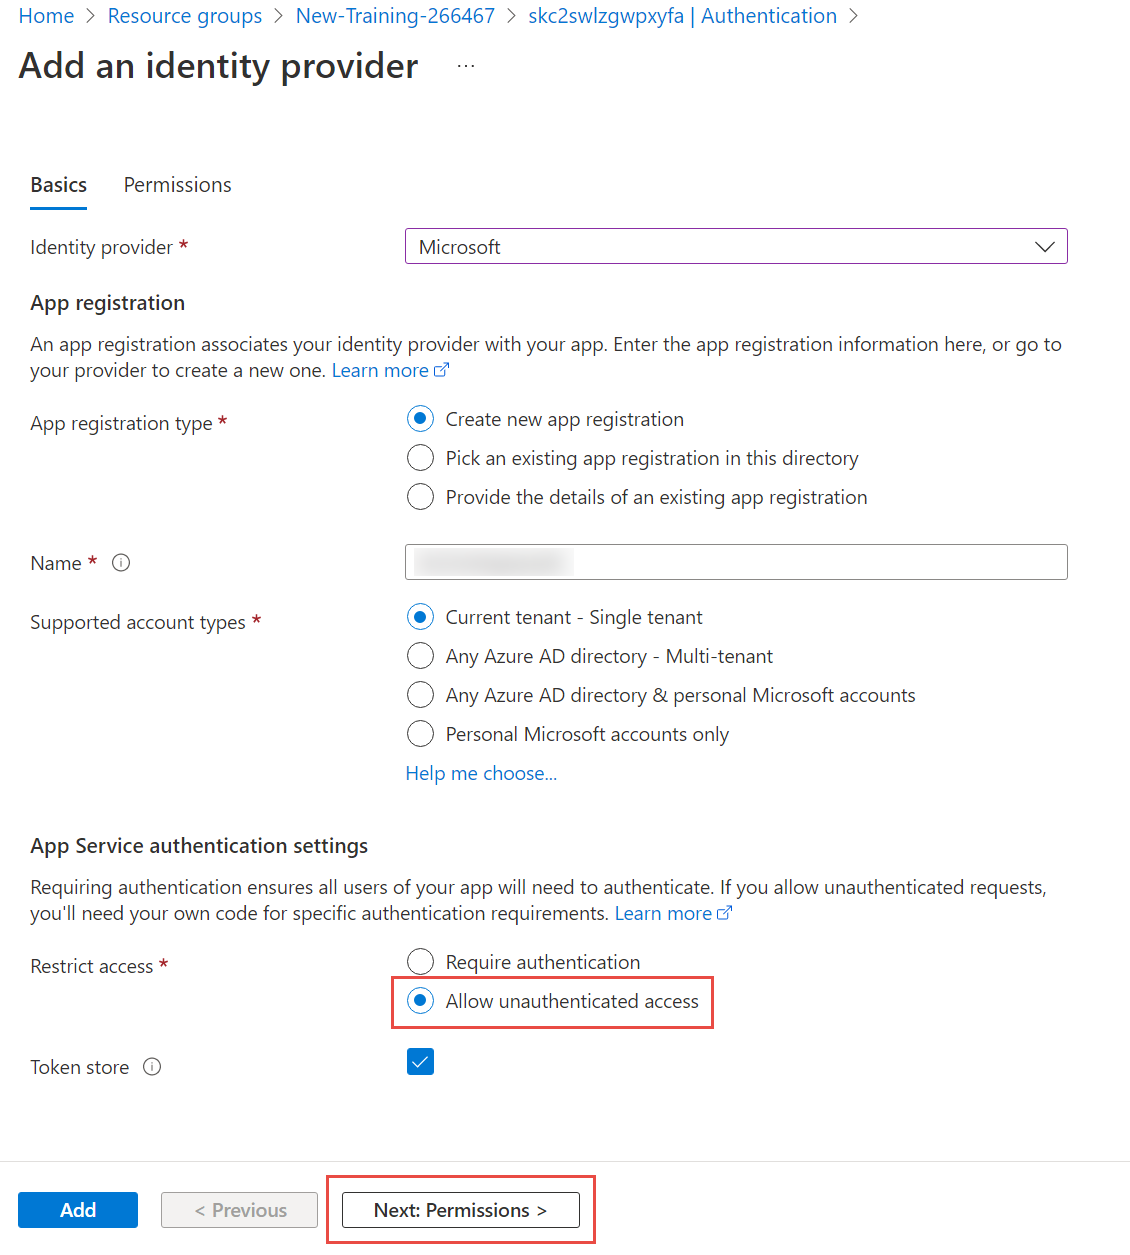 Home > Resource groups > New-Training-266467 > skc2swlzgwpxyfa | Authentication >
Add an identity provider ...
Basics Permissions
Identity provider * Microsoft
App registration
An app registration associates your identity provider with your app. Enter the app registration information here, or go to
your provider to create a new one. Learn more
App registration type * Create new app registration
Pick an existing app registration in this directory
Provide the details of an existing app registration
Name *
Supported account types * Current tenant - Single tenant
Any Azure AD directory - Multi-tenant
Any Azure AD directory & personal Microsoft accounts
Personal Microsoft accounts only
Help me choose...
App Service authentication settings
Requiring authentication ensures all users of your app will need to authenticate. If you allow unauthenticated requests,
you'll need your own code for specific authentication requirements. Learn more
Restrict access * Require authentication
Allow unauthenticated access
Token store
Add < Previous Next: Permissions >